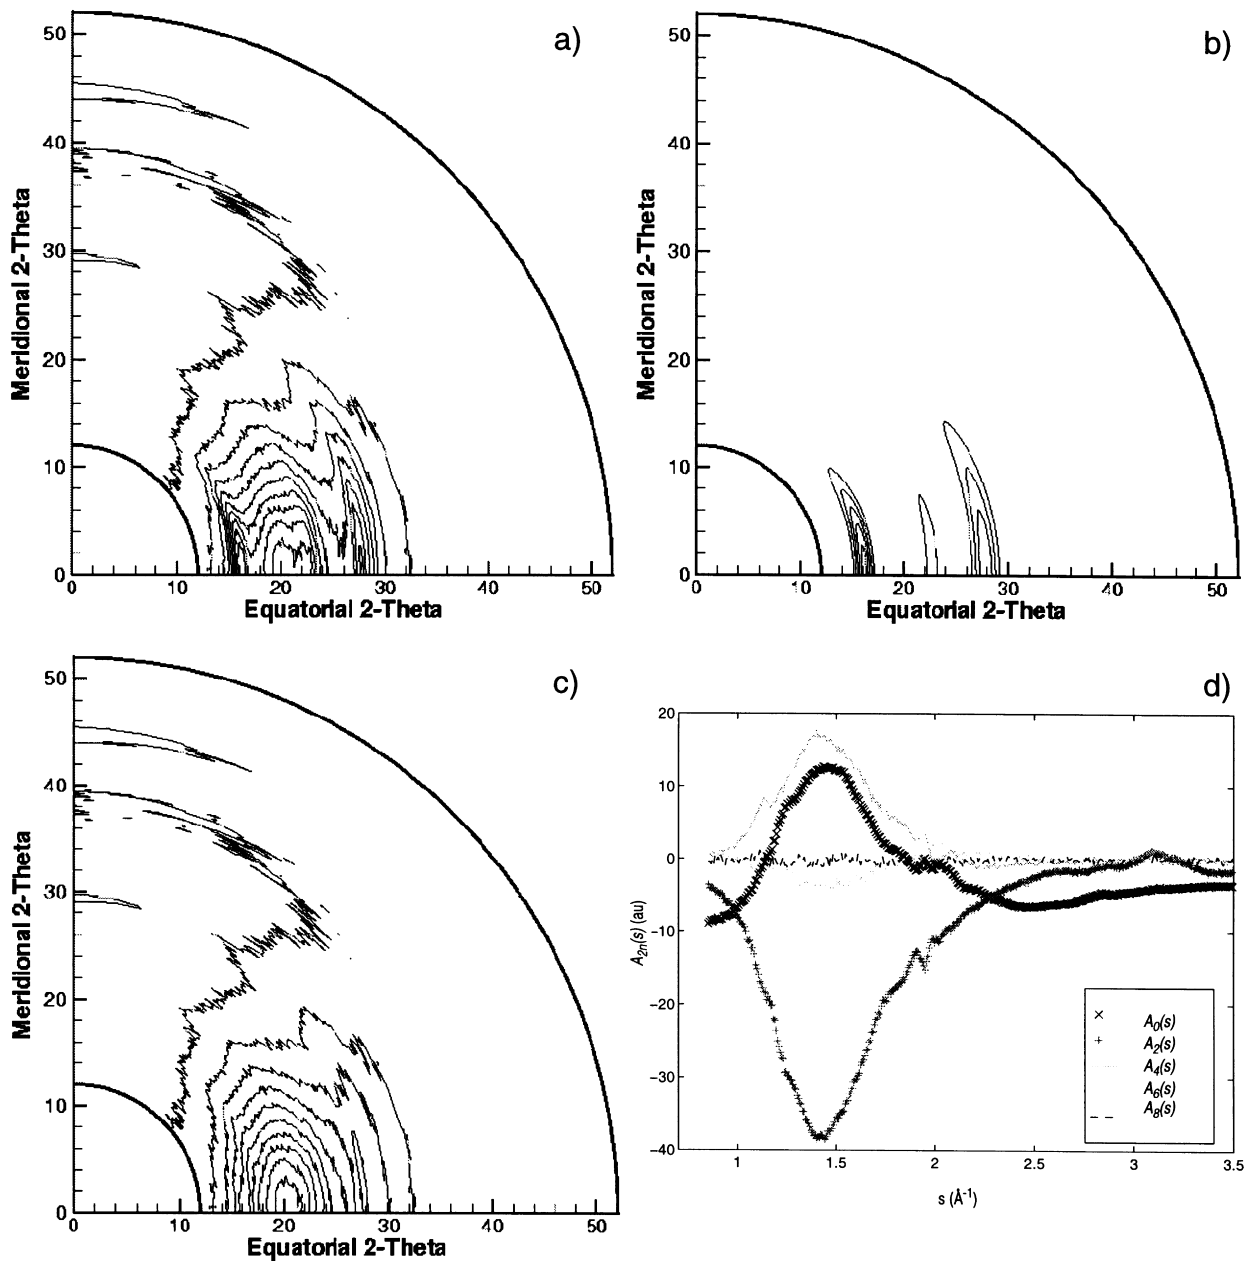 a)
50
40
30
20
10
0
Meridional 2-Theta
0 10 20 30 40 50
Equatorial 2-Theta
b)
50
40
30
20
10
0
Meridional 2-Theta
0 10 20 30 40 50
Equatorial 2-Theta
c)
50
40
30
20
10
0
Meridional 2-Theta
0 10 20 30 40 50
Equatorial 2-Theta
d)
20
10
0
−10
−20
−30
−40
A2n(s) (au)
A0(s)
A2(s)
A4(s)
A6(s)
A8(s)
1 1.5 2 2.5 3 3.5
s (Å-1)